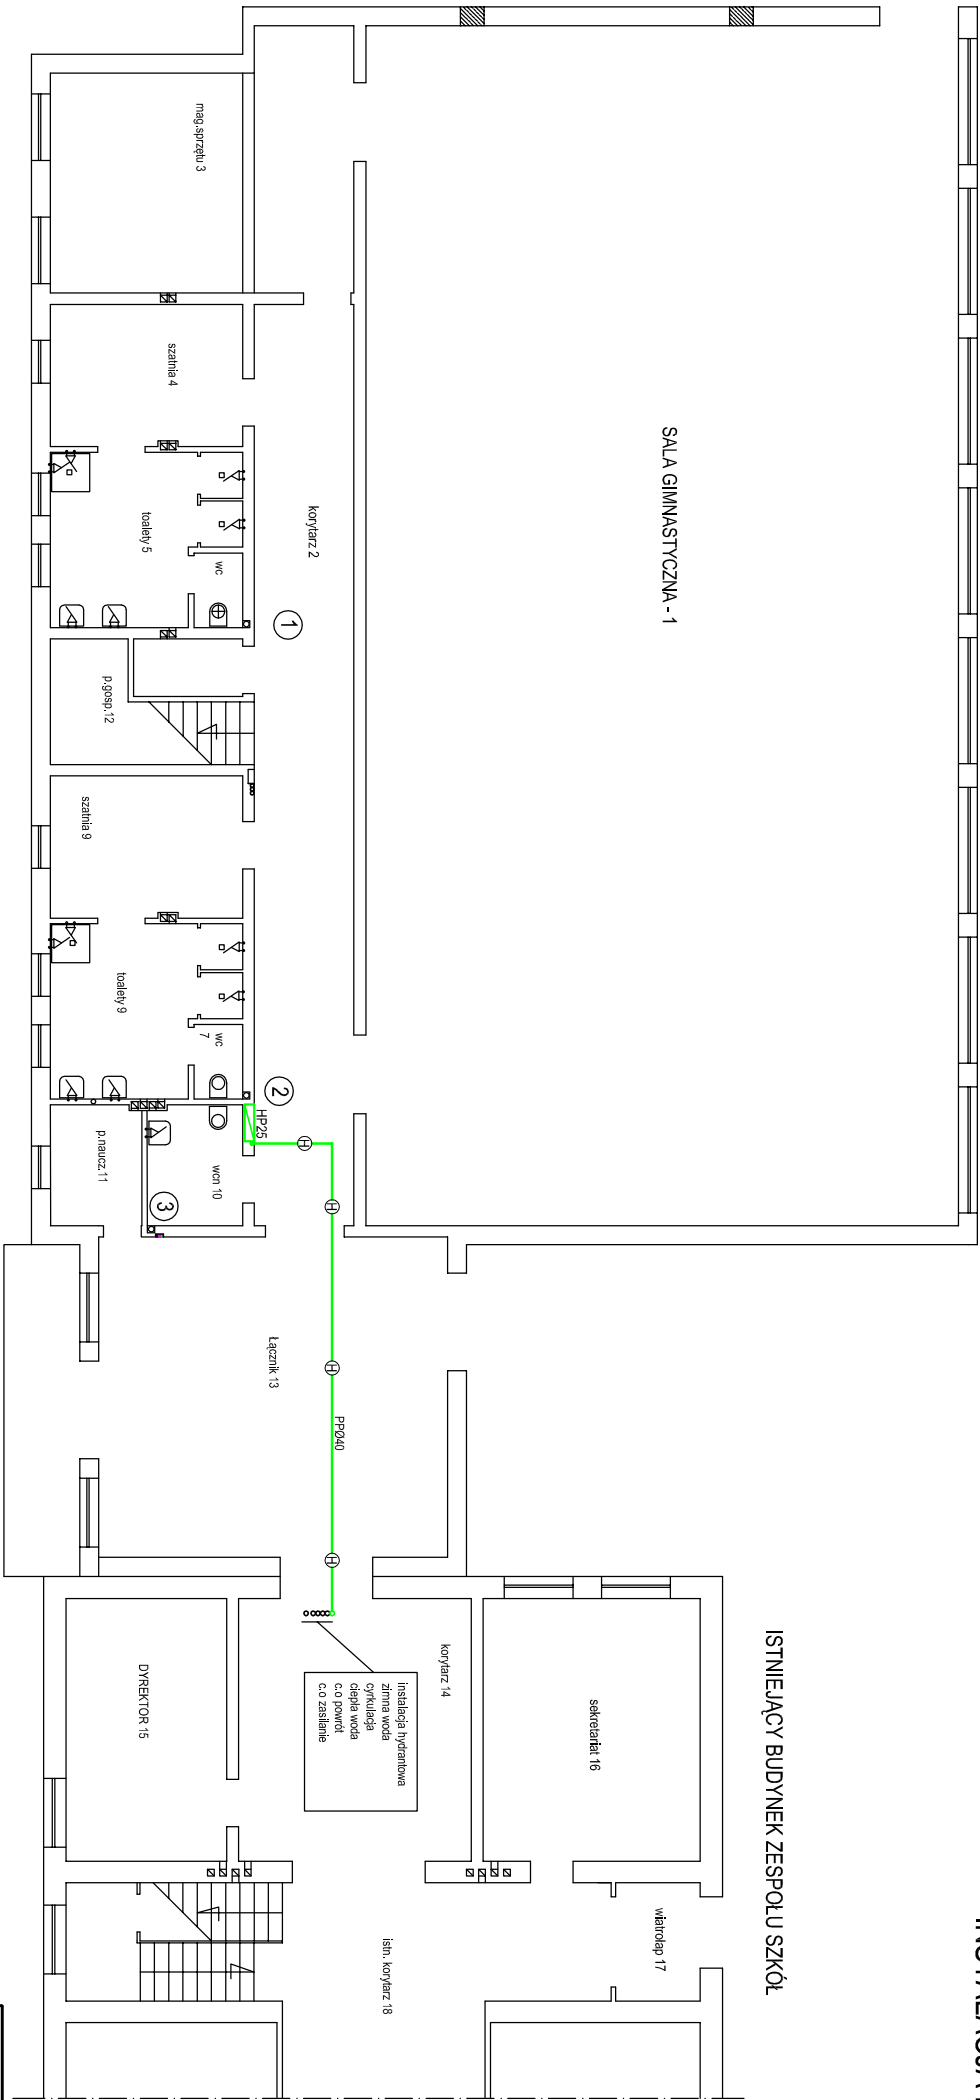 ISTNIEJĄCY BUDYNEK ZESPOŁU SZKÓŁ
SALA GIMNASTYCZNA - 1
mag.sprzętu 3
szatnia 4
toalety 5
wc
korytarz 2
1
p.gosp.12
szatnia 9
toalety 9
wc
7
2
HP25
p.naucz.11
wcn 10
3
H
H
H
H
PPØ40
Łącznik 13
korytarz 14
instalacja hydrantowa
zimna woda
cyrkulacja
ciepła woda
c.o powrót
c.o zasilanie
DYREKTOR 15
sekretariat 16
wiatrołap 17
istn. korytarz 18